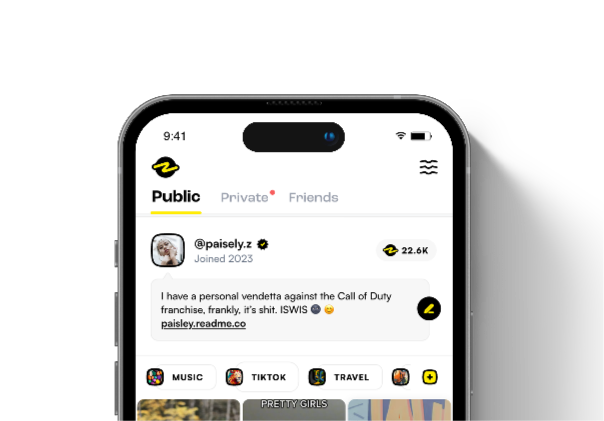 9:41
Public Private Friends
@paisely.z
22.6K
Joined 2023
I have a personal vendetta against the Call of Duty
franchise, frankly, it's shit. ISWIS 🌚 😊
paisley.readme.co
MUSIC TIKTOK TRAVEL
PRETTY GIRLS